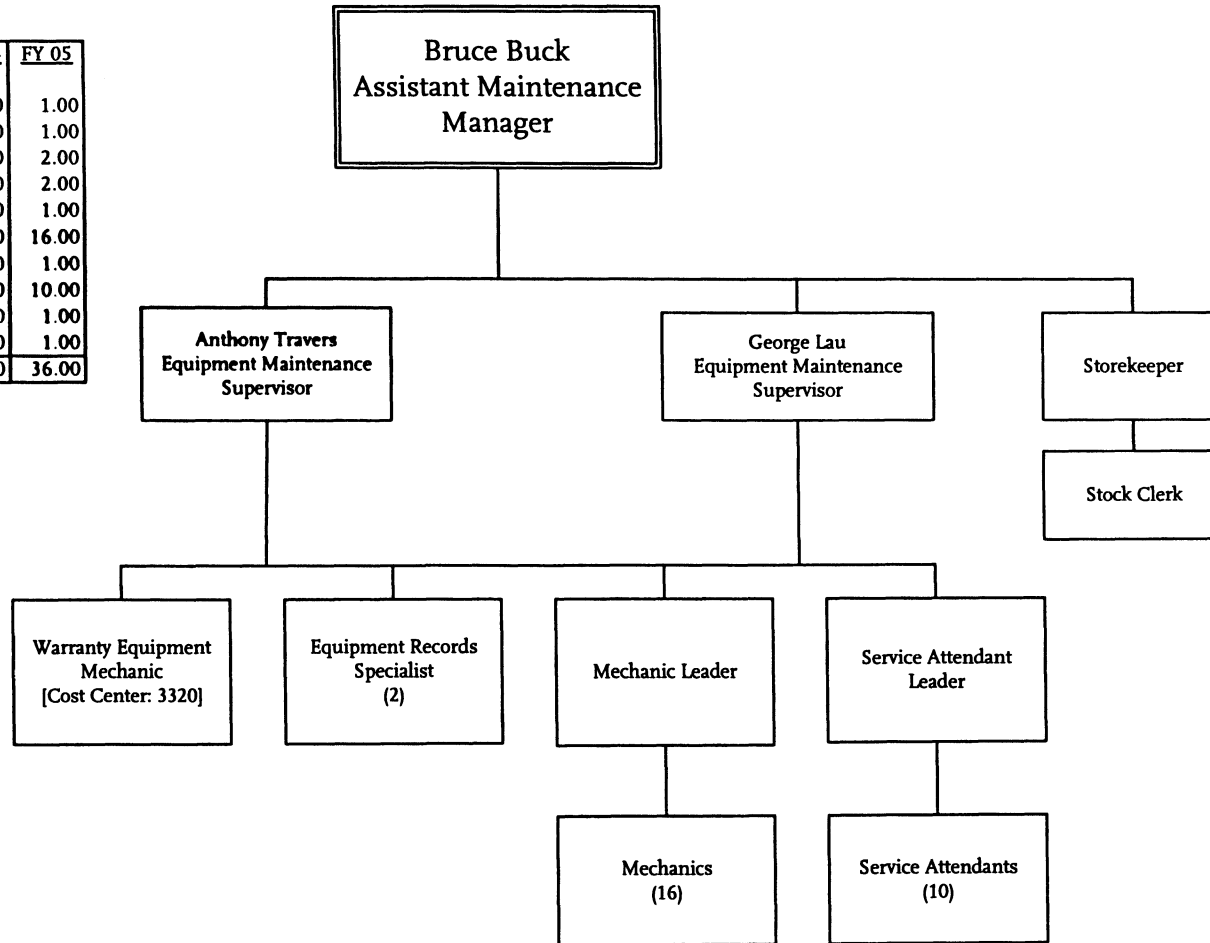 FY 05
1.00
1.00
2.00
2.00
1.00
16.00
1.00
10.00
1.00
1.00
36.00
Bruce Buck
Assistant Maintenance
Manager
Anthony Travers
Equipment Maintenance
Supervisor
George Lau
Equipment Maintenance
Supervisor
Storekeeper
Stock Clerk
Warranty Equipment
Mechanic
[Cost Center: 3320]
Equipment Records
Specialist
(2)
Mechanic Leader
Service Attendant
Leader
Mechanics
(16)
Service Attendants
(10)